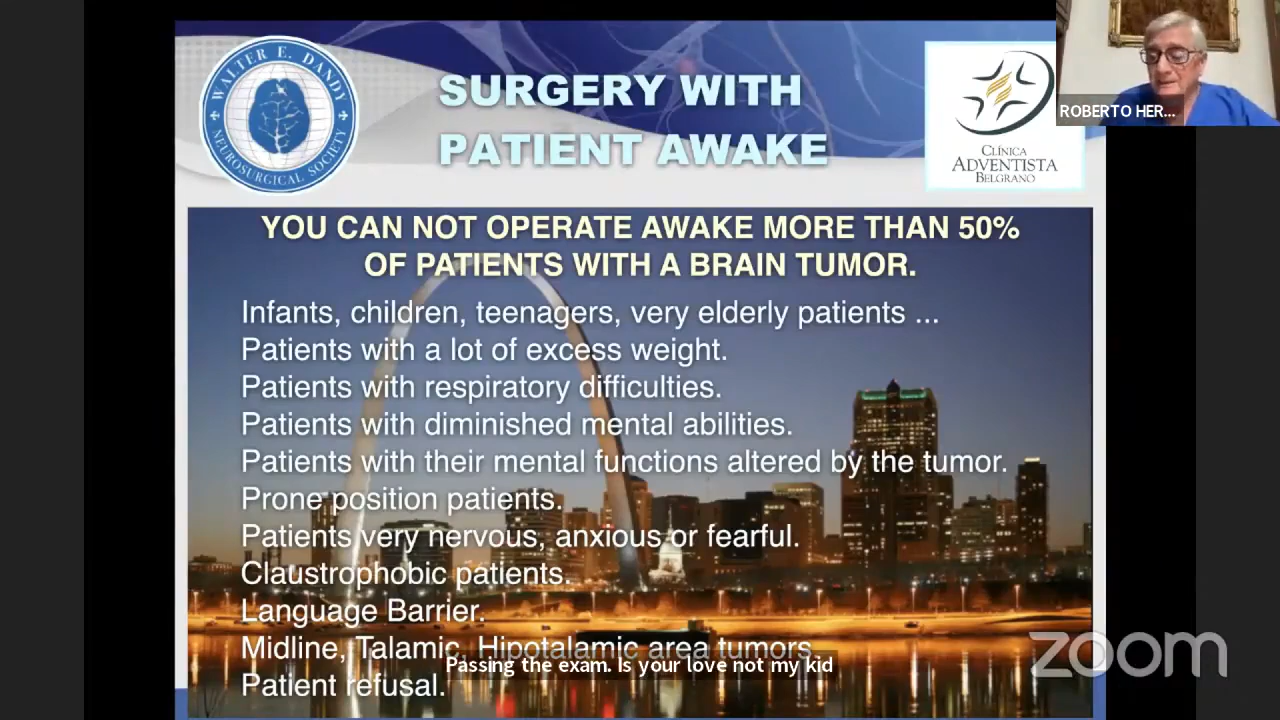 WALTER E. DANDY
NEUROSURGICAL SOCIETY
SURGERY WITH
PATIENT AWAKE
CLÍNICA
ADVENTISTA
BELGRANO
ROBERTO HER...
YOU CAN NOT OPERATE AWAKE MORE THAN 50%
OF PATIENTS WITH A BRAIN TUMOR.
Infants, children, teenagers, very elderly patients ...
Patients with a lot of excess weight.
Patients with respiratory difficulties.
Patients with diminished mental abilities.
Patients with their mental functions altered by the tumor.
Prone position patients.
Patients very nervous, anxious or fearful.
Claustrophobic patients.
Language Barrier.
Midline, Talamic, Hipotalamic area tumors.
Passing the exam. Is your love not my kid
Patient refusal.
zoom